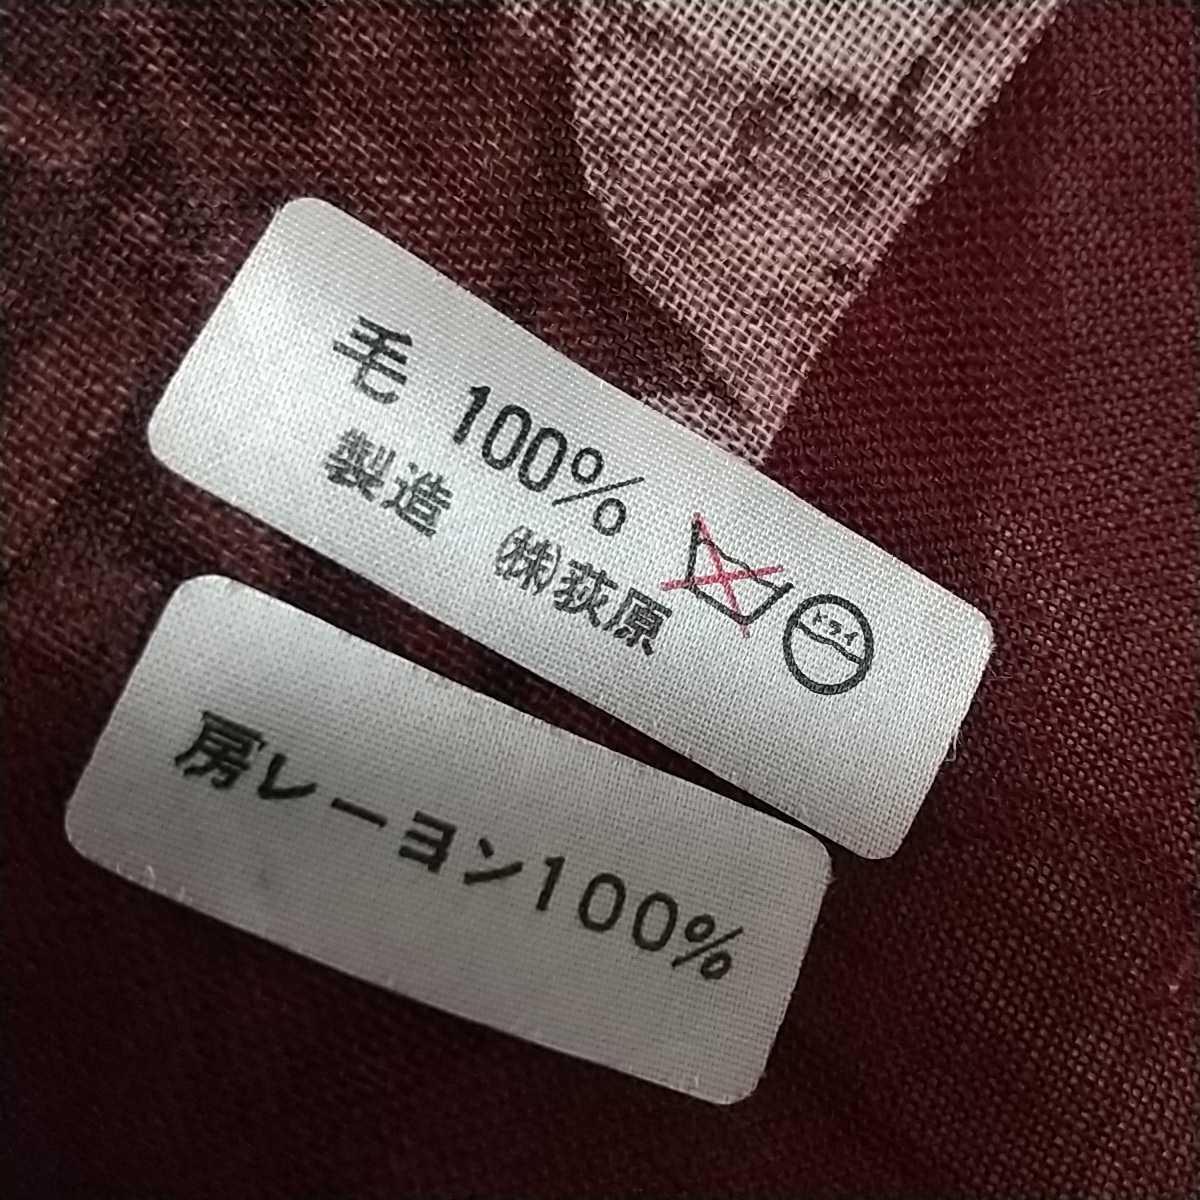 毛 100%
製造 ㈱荻原
ドライ
房レーヨン100%